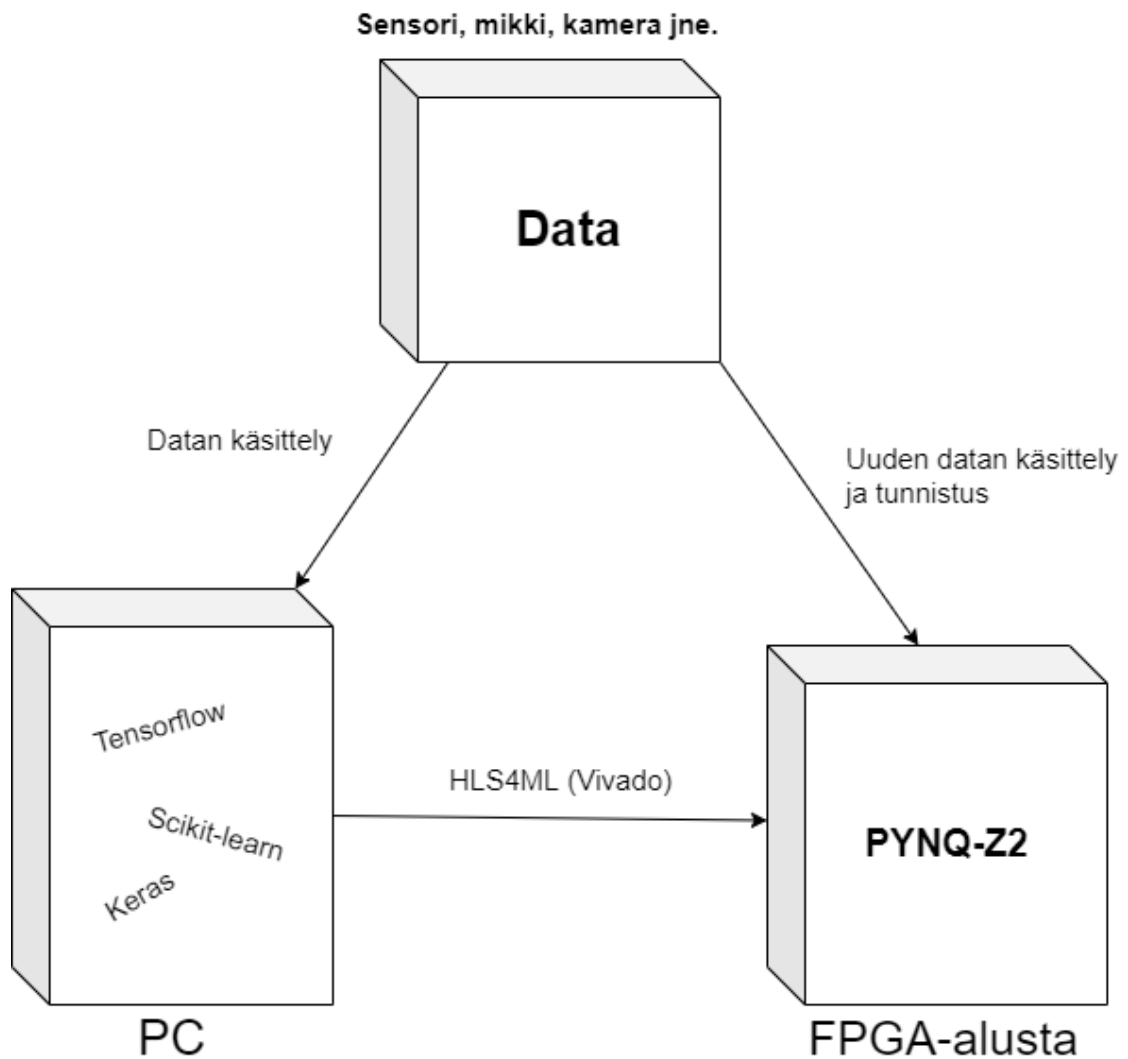 Sensori, mikki, kamera jne.
Data
Datan käsittely
Uuden datan käsittely
ja tunnistus
Tensorflow
Scikit-learn
Keras
HLS4ML (Vivado)
PYNQ-Z2
PC
FPGA-alusta